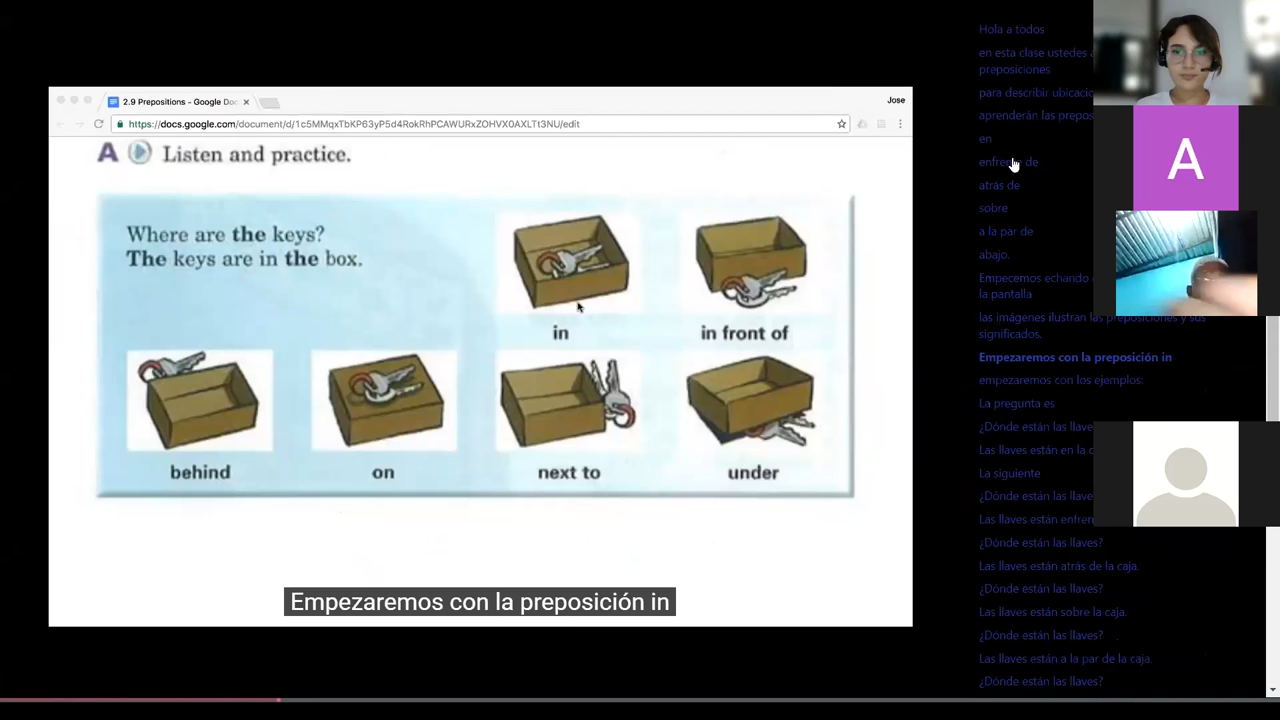 2.9 Prepositions - Google Do
Jose
https://docs.google.com/document/d/1c5MMqxTbKP63yP5d4RokRhPCAWURxZOHVX0AXLTt3NU/edit
A Listen and practice.
Where are the keys?
The keys are in the box.
in
in front of
behind
on
next to
under
Empezaremos con la preposición in
Hola a todos
en esta clase ustedes
preposiciones
para describir
aprenderán las
en
enfrente de
atrás de
sobre
a la par de
abajo.
Empecemos echando
la pantalla
las imágenes ilustran las preposiciones y sus
significados.
Empezaremos con la preposición in
empezaremos con los ejemplos:
La pregunta es
¿Dónde están las
Las llaves están en la
La siguiente
¿Dónde están las
Las llaves están
¿Dónde están las llaves?
Las llaves están atrás de la caja.
¿Dónde están las llaves?
Las llaves están sobre la caja.
¿Dónde están las llaves?
Las llaves están a la par de la caja.
¿Dónde están las llaves?
A